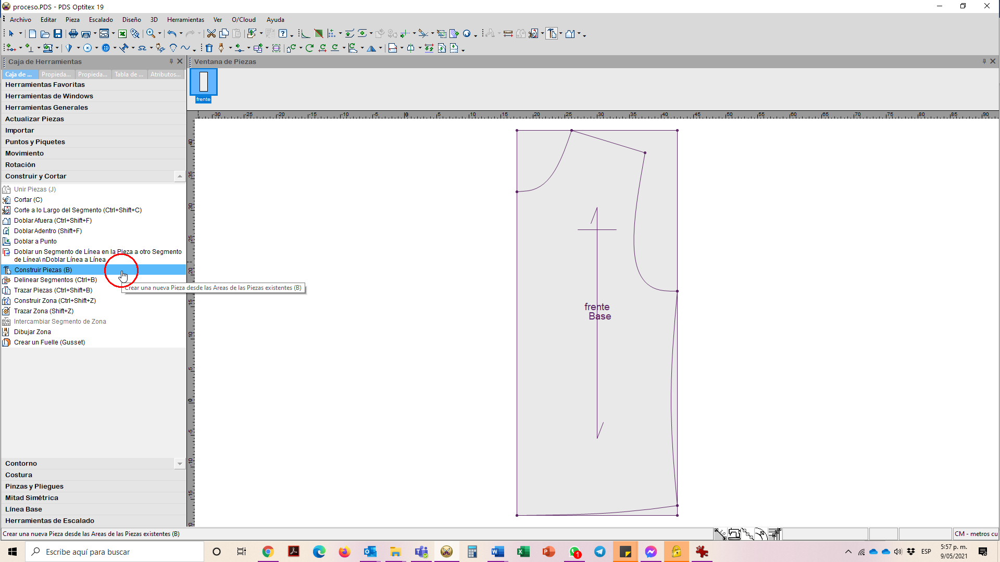 proceso.PDS - PDS Optitex 19
Archivo Editar Pieza Escalado Diseño 3D Herramientas Ver O/Cloud Ayuda
Caja de Herramientas
Ventana de Piezas
Caja de ... Propieda... Propieda... Tabla de ... Atributos...
frente
Herramientas Favoritas
Herramientas de Windows
Herramientas Generales
Actualizar Piezas
Importar
Puntos y Piquetes
Movimiento
Rotación
Construir y Cortar
Unir Piezas (J)
Cortar (C)
Corte a lo Largo del Segmento (Ctrl+Shift+C)
Doblar Afuera (Ctrl+Shift+F)
Doblar Adentro (Shift+F)
Doblar a Punto
Doblar un Segmento de Línea en la Pieza a otro Segmento
de Línea\ nDoblar Línea a Línea
Construir Piezas (B)
Delinear Segmentos (Ctrl+B)
Crear una nueva Pieza desde las Areas de las Piezas existentes (B)
Trazar Piezas (Ctrl+Shift+B)
Construir Zona (Ctrl+Shift+Z)
Trazar Zona (Shift+Z)
Intercambiar Segmento de Zona
Dibujar Zona
Crear un Fuelle (Gusset)
Contorno
Costura
Pinzas y Pliegues
Mitad Simétrica
Línea Base
Herramientas de Escalado
-30 -25 -20 -15 -10 -5 0 5 10 15 20 25 30 35 40 45 50 55 60 65 70 75 80 85 90
40
35
30
25
20
15
10
5
0
-5
-10
-15
frente
Base
Crear una nueva Pieza desde las Areas de las Piezas existentes (B)
CM - metros cu
Escribe aquí para buscar
1
ESP
5:57 p. m.
9/05/2021